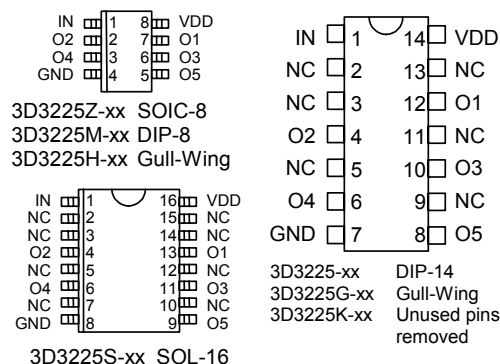 IN 1 8 VDD
O2 2 7 O1
O4 3 6 O3
GND 4 5 O5
3D3225Z-xx SOIC-8
3D3225M-xx DIP-8
3D3225H-xx Gull-Wing
IN 1 16 VDD
NC 2 15 NC
NC 3 14 NC
O2 4 13 O1
NC 5 12 NC
O4 6 11 O3
NC 7 10 NC
GND 8 9 O5
3D3225S-xx SOL-16
IN 1 14 VDD
NC 2 13 NC
NC 3 12 O1
O2 4 11 NC
NC 5 10 O3
O4 6 9 NC
GND 7 8 O5
3D3225-xx DIP-14
3D3225G-xx Gull-Wing
3D3225K-xx Unused pins
removed